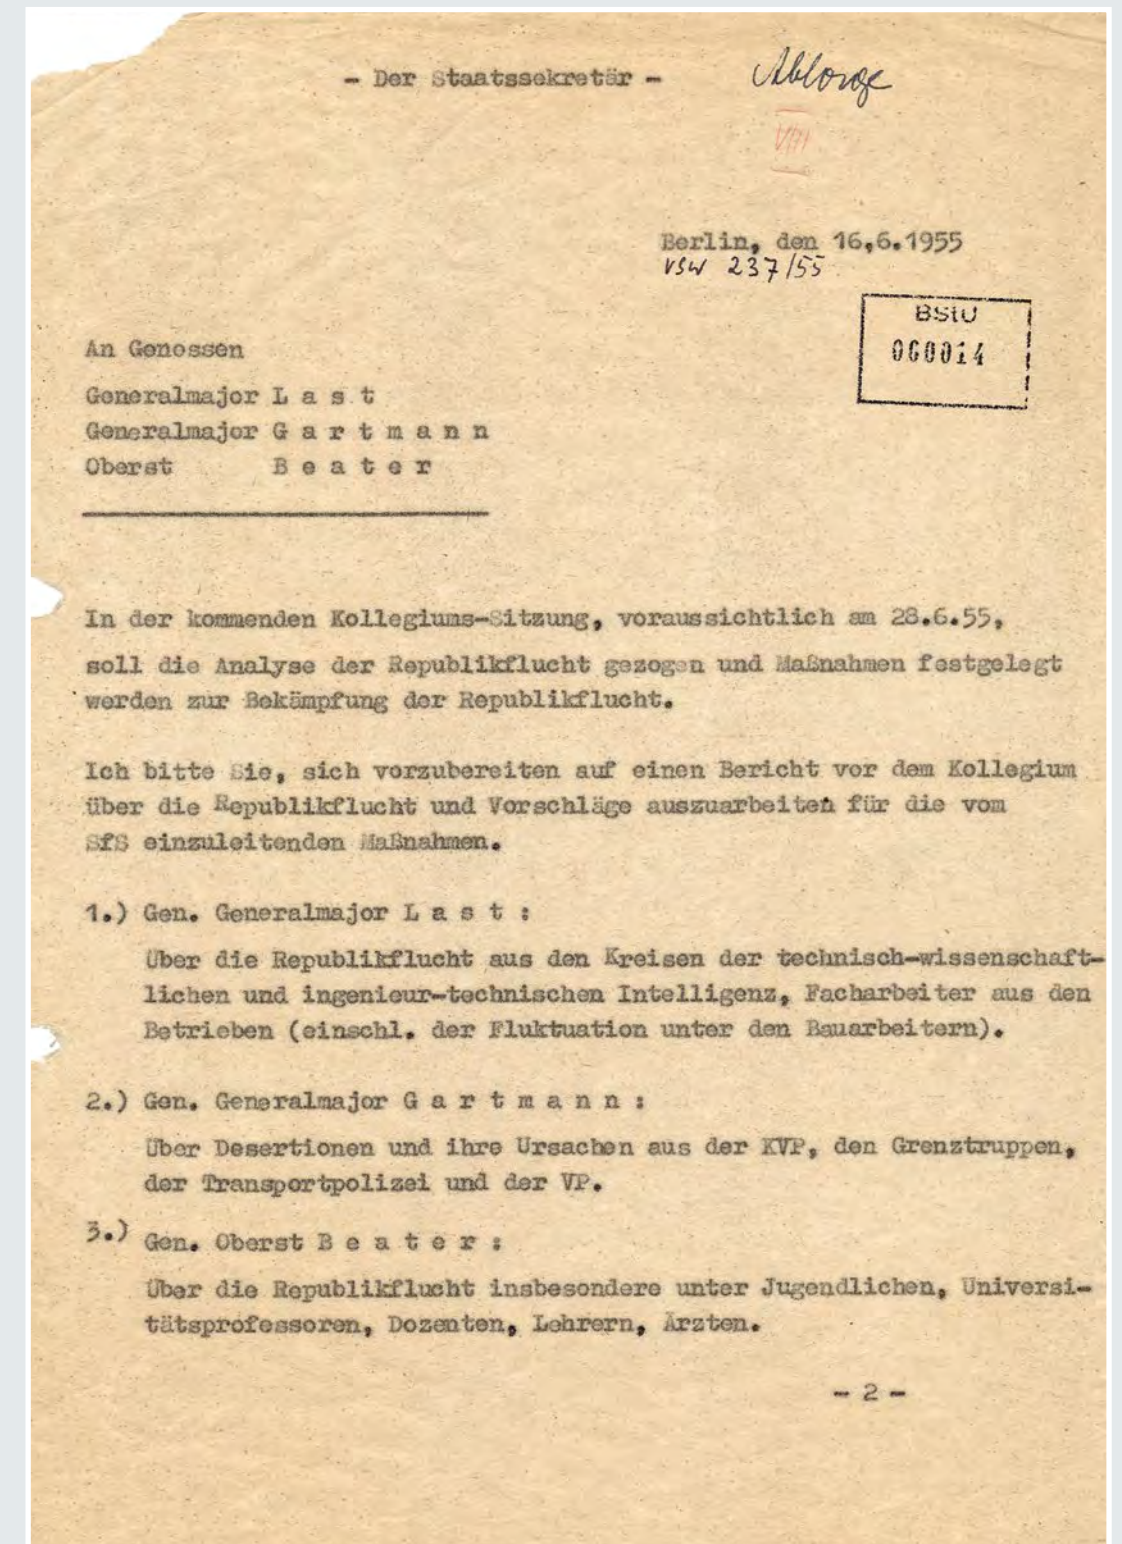 - Der Staatssekretär -
Ablage
VIII
Berlin, den 16.6.1955
VSW 237/55
BStU
000014
An Genossen
Generalmajor L a s t
Generalmajor G a r t m a n n
Oberst B e a t e r
In der kommenden Kollegiums-Sitzung, voraussichtlich am 28.6.55,
soll die Analyse der Republikflucht gezogen und Maßnahmen festgelegt
werden zur Bekämpfung der Republikflucht.
Ich bitte Sie, sich vorzubereiten auf einen Bericht vor dem Kollegium
über die Republikflucht und Vorschläge auszuarbeiten für die vom
SfS einzuleitenden Maßnahmen.
1.) Gen. Generalmajor L a s t :
Über die Republikflucht aus den Kreisen der technisch-wissenschaft-
lichen und ingenieur-technischen Intelligenz, Facharbeiter aus den
Betrieben (einschl. der Fluktuation unter den Bauarbeitern).
2.) Gen. Generalmajor G a r t m a n n :
Über Desertionen und ihre Ursachen aus der KVP, den Grenztruppen,
der Transportpolizei und der VP.
3.) Gen. Oberst B e a t e r :
Über die Republikflucht insbesondere unter Jugendlichen, Universi-
tätsprofessoren, Dozenten, Lehrern, Ärzten.
- 2 -